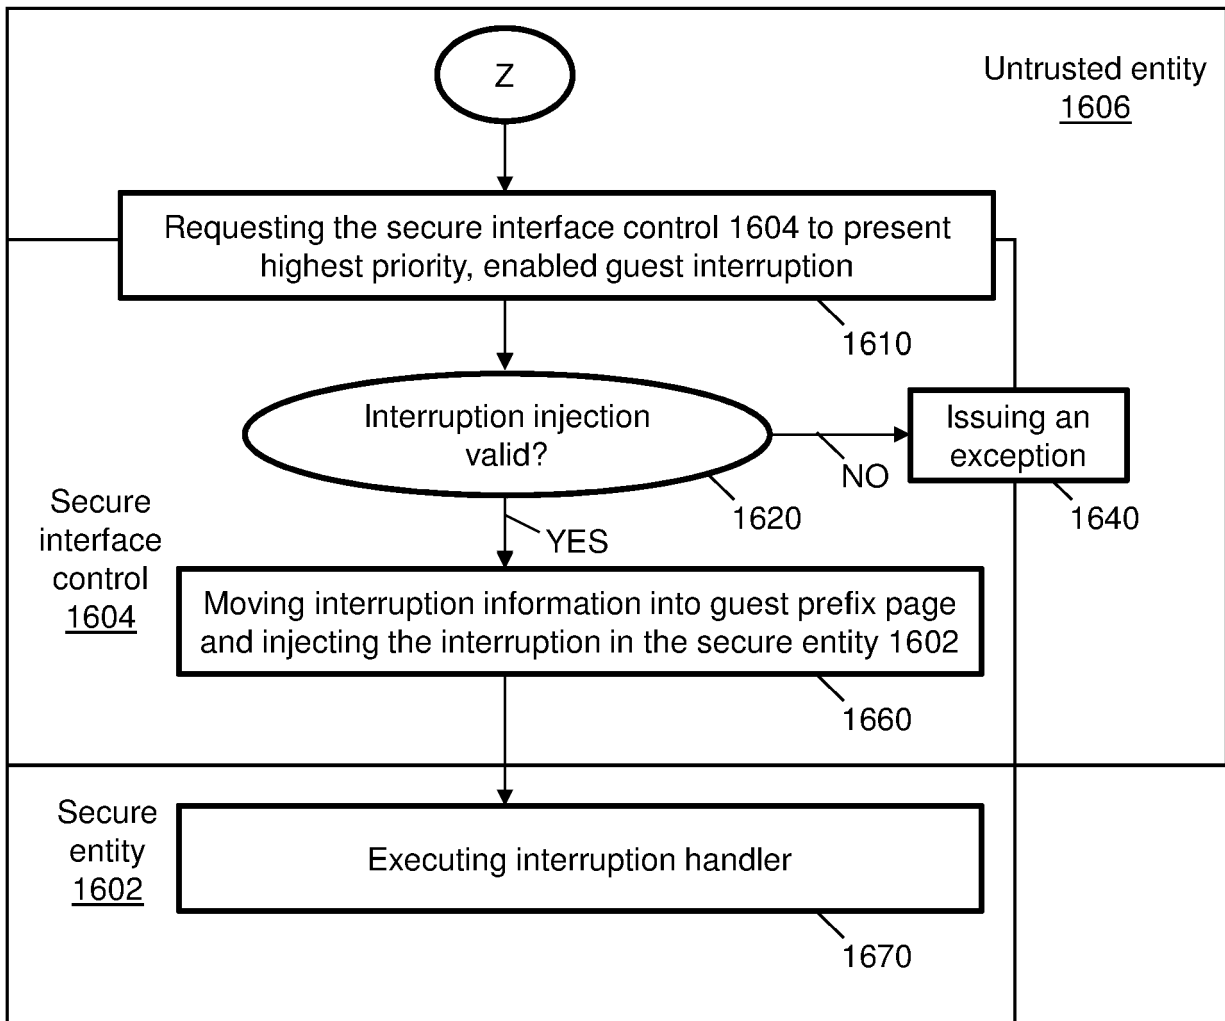 Z
Untrusted entity
1606
Requesting the secure interface control 1604 to present
highest priority, enabled guest interruption
1610
Interruption injection
valid?
NO
Issuing an
exception
1620
1640
YES
Secure
interface
control
1604
Moving interruption information into guest prefix page
and injecting the interruption in the secure entity 1602
1660
Secure
entity
1602
Executing interruption handler
1670